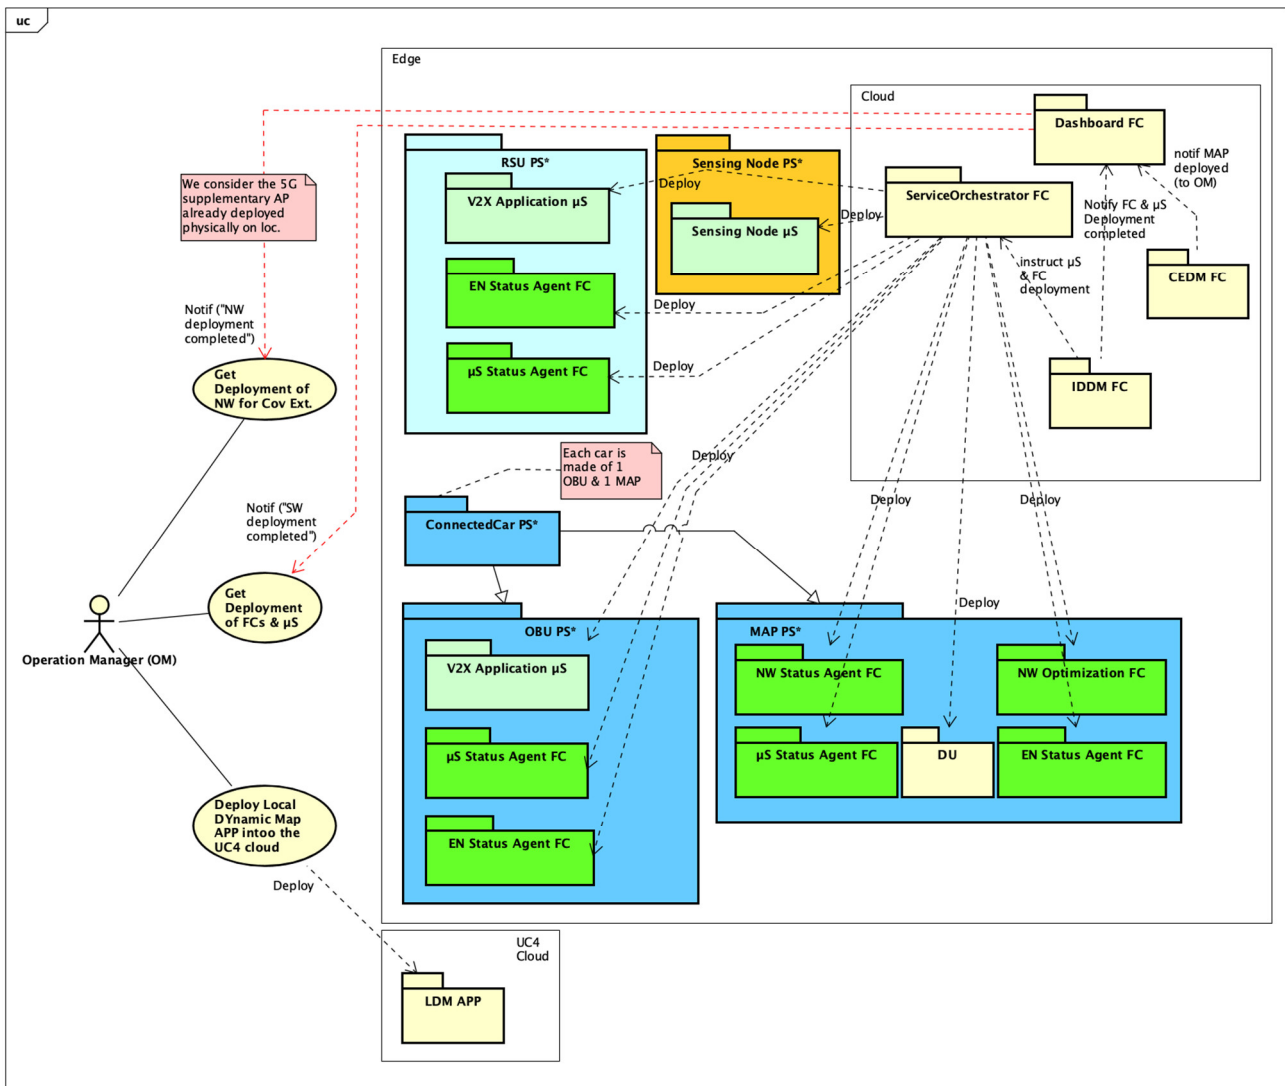 uc
Edge
Cloud
Dashboard FC
notif MAP
deployed
(to OM)
RSU PS*
V2X Application µS
EN Status Agent FC
µS Status Agent FC
Sensing Node PS*
Sensing Node µS
Deploy
Deploy
Deploy
Deploy
ServiceOrchestrator FC
Notify FC & µS
Deployment
completed
instruct µS
& FC
deployment
CEDM FC
IDDM FC
We consider the 5G
supplementary AP
already deployed
physically on loc.
Notif ("NW
deployment
completed")
Get
Deployment of
NW for Cov Ext.
Each car is
made of 1
OBU & 1 MAP
Deploy
Deploy
Deploy
Notif ("SW
deployment
completed")
ConnectedCar PS*
Get
Deployment
of FCs & µS
Deploy
Operation Manager (OM)
OBU PS*
V2X Application µS
µS Status Agent FC
EN Status Agent FC
MAP PS*
NW Status Agent FC
NW Optimization FC
µS Status Agent FC
DU
EN Status Agent FC
Deploy Local
DYnamic Map
APP intoo the
UC4 cloud
Deploy
UC4
Cloud
LDM APP